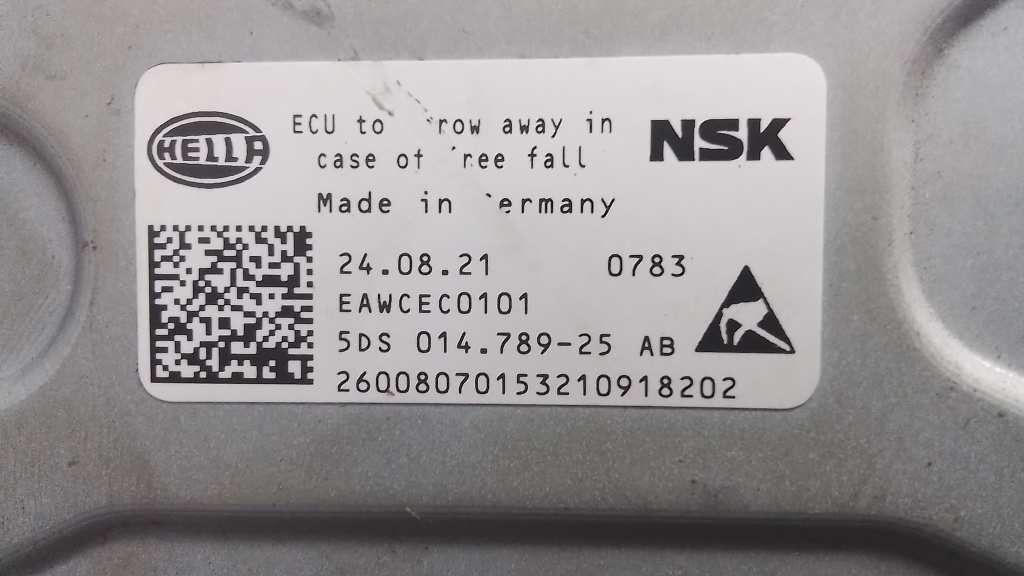 HELLA
ECU to row away in
case of ree fall
NSK
Made in ermany
24.08.21 0783
EAWCEC0101
5DS 014.789-25 AB
26008070153210918202